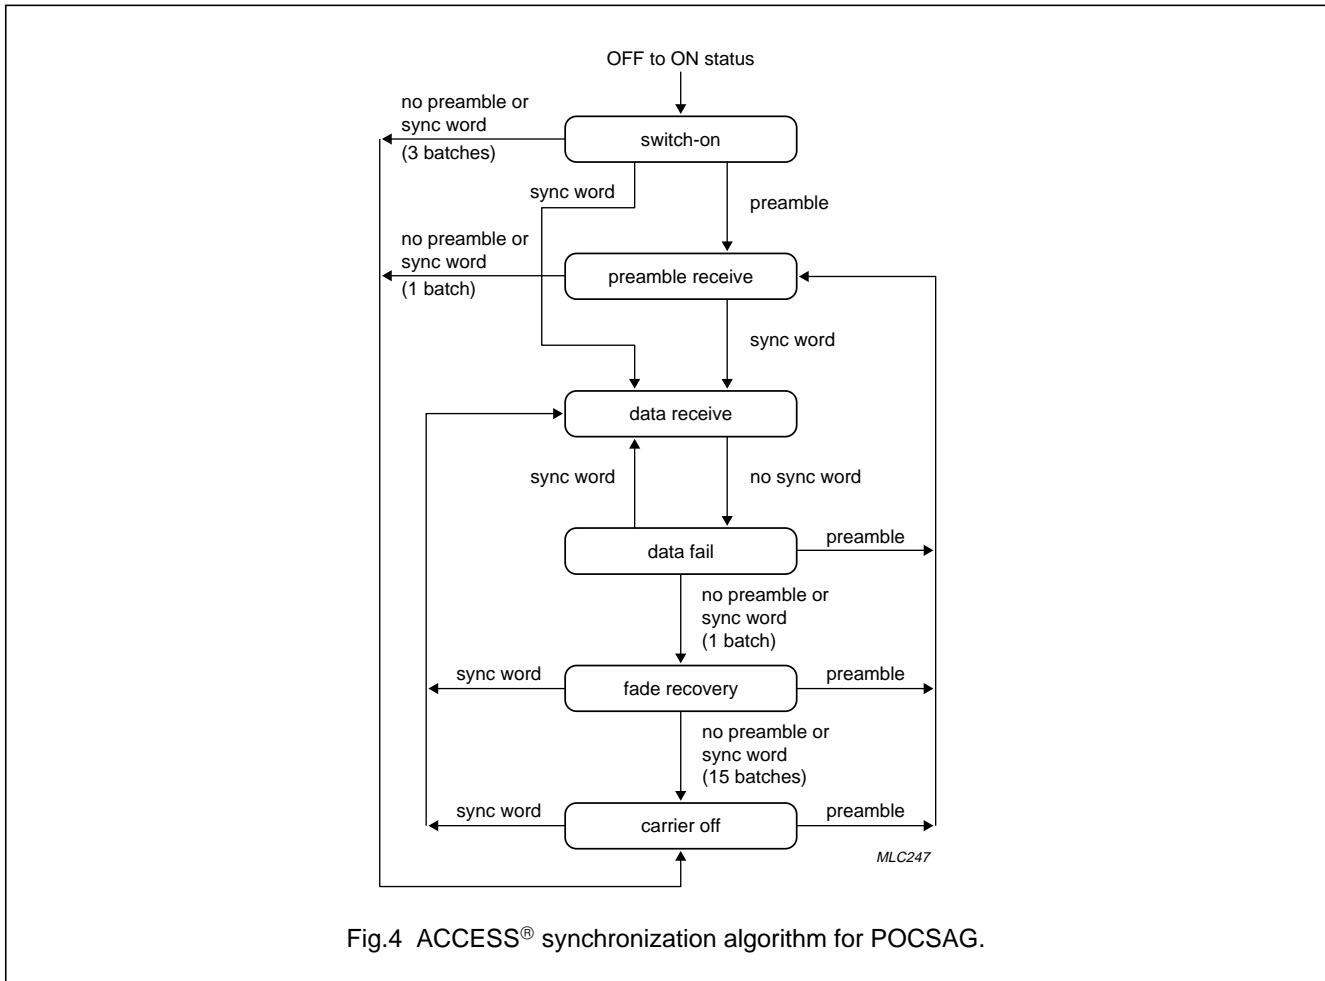 OFF to ON status
no preamble or
sync word
(3 batches)
switch-on
sync word
preamble
no preamble or
sync word
(1 batch)
preamble receive
sync word
data receive
sync word
no sync word
data fail
preamble
no preamble or
sync word
(1 batch)
sync word
fade recovery
preamble
no preamble or
sync word
(15 batches)
sync word
carrier off
preamble
MLC247
Fig.4 ACCESS® synchronization algorithm for POCSAG.